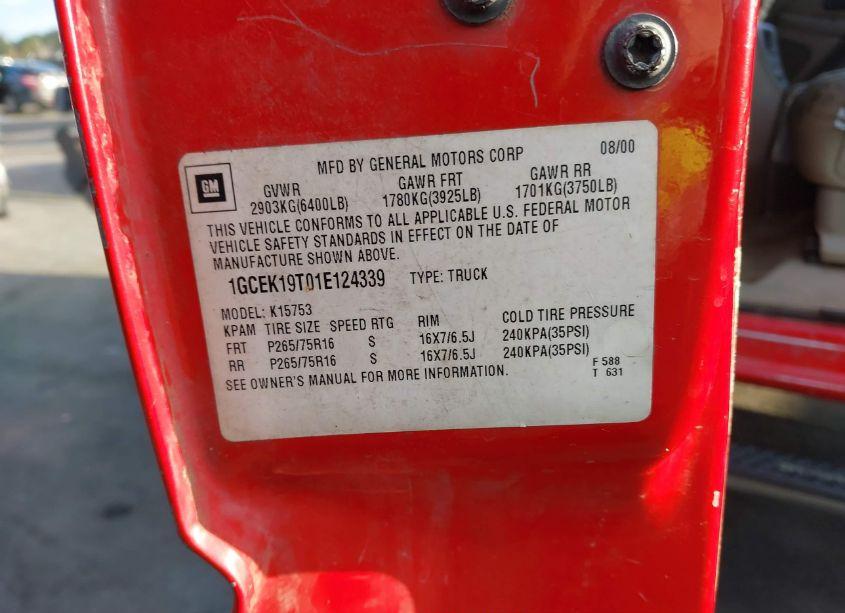 GM
MFD BY GENERAL MOTORS CORP 08/00
GVWR GAWR FRT GAWR RR
2903KG(6400LB) 1780KG(3925LB) 1701KG(3750LB)
THIS VEHICLE CONFORMS TO ALL APPLICABLE U.S. FEDERAL MOTOR
VEHICLE SAFETY STANDARDS IN EFFECT ON THE DATE OF
MANUFACTURE SHOWN ABOVE.
1GCEK19T01E124339 TYPE: TRUCK
MODEL: K15753
KPAM TIRE SIZE SPEED RTG RIM COLD TIRE PRESSURE
FRT P265/75R16 S 16X7/6.5J 240KPA(35PSI)
RR P265/75R16 S 16X7/6.5J 240KPA(35PSI)
SEE OWNER'S MANUAL FOR MORE INFORMATION.
F 588
T 631